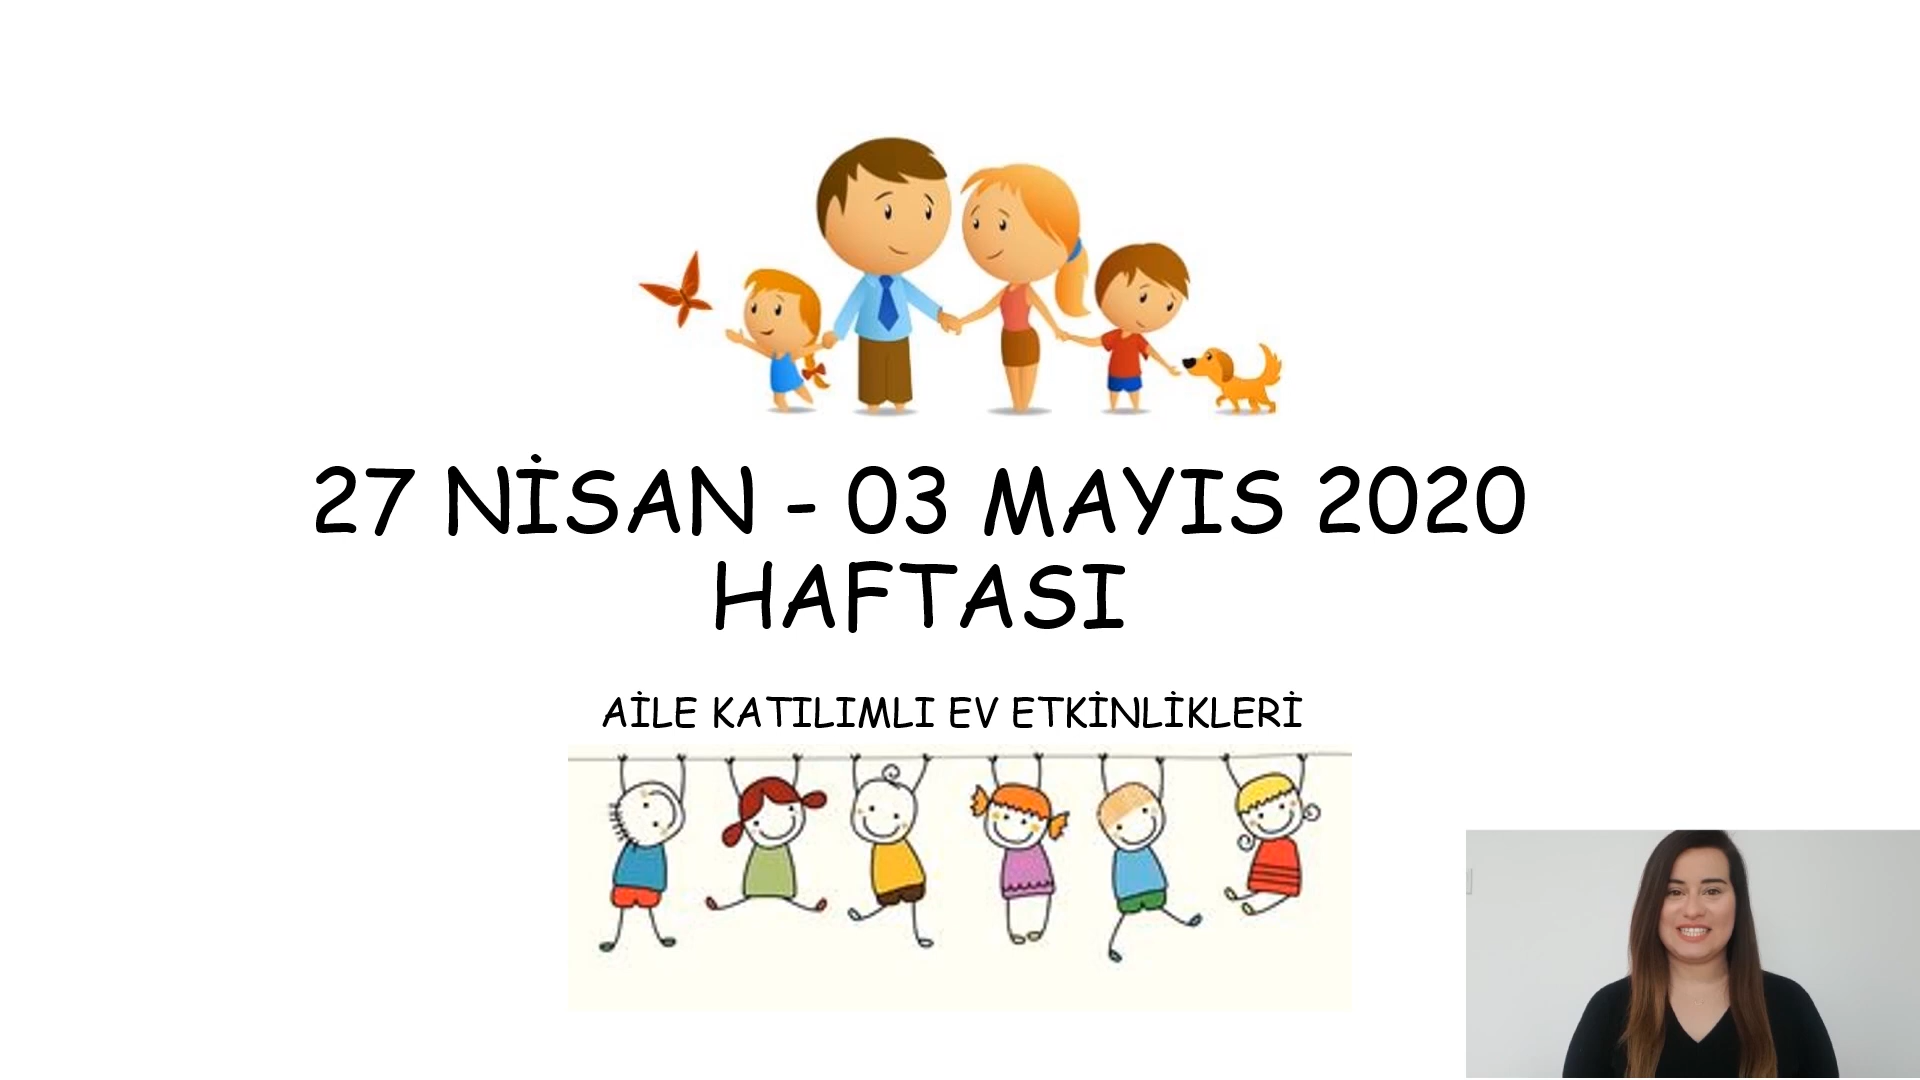 27 NİSAN - 03 MAYIS 2020
HAFTASI
AİLE KATILIMLI EV ETKİNLİKLERİ